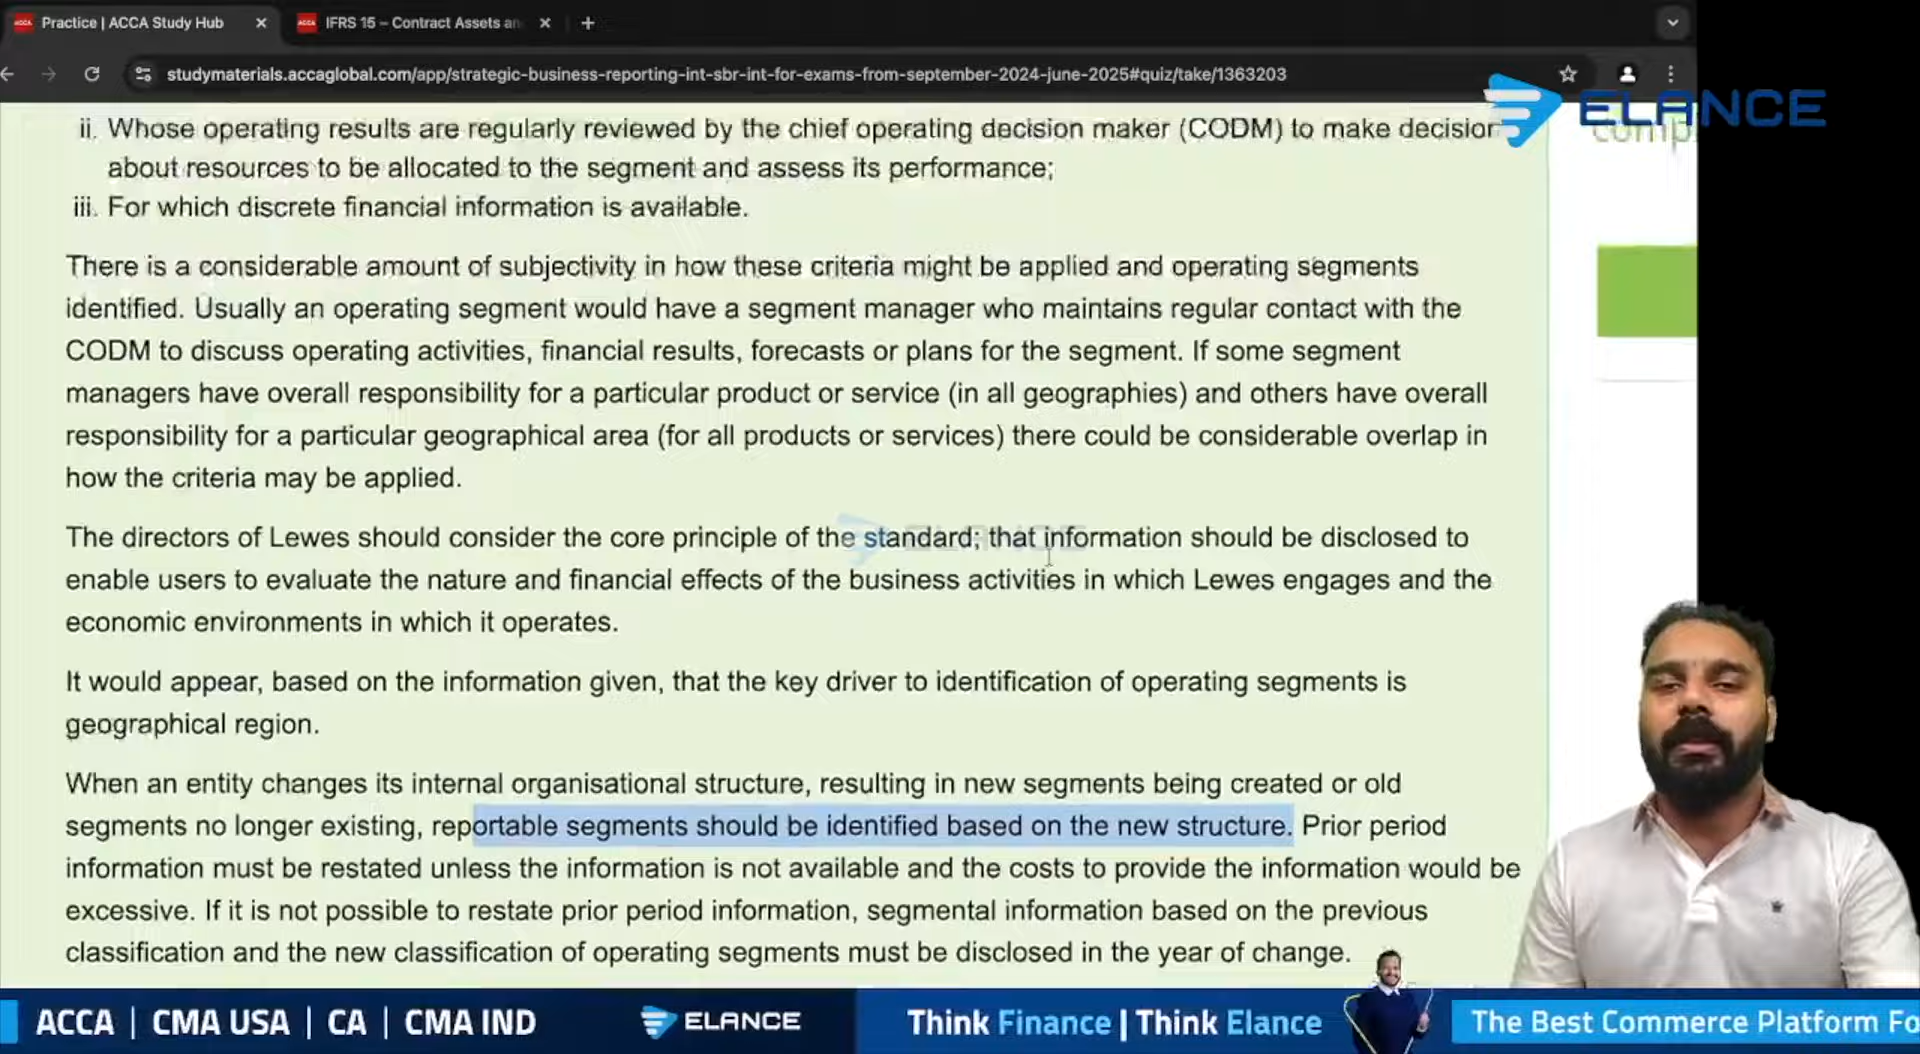 Practice | ACCA Study Hub
IFRS 15 – Contract Assets an
studymaterials.accaglobal.com/app/strategic-business-reporting-int-sbr-int-for-exams-from-september-2024-june-2025#quiz/take/1363203
ELANCE
ii. Whose operating results are regularly reviewed by the chief operating decision maker (CODM) to make decision
comp
about resources to be allocated to the segment and assess its performance;
iii. For which discrete financial information is available.
There is a considerable amount of subjectivity in how these criteria might be applied and operating segments
identified. Usually an operating segment would have a segment manager who maintains regular contact with the
CODM to discuss operating activities, financial results, forecasts or plans for the segment. If some segment
managers have overall responsibility for a particular product or service (in all geographies) and others have overall
responsibility for a particular geographical area (for all products or services) there could be considerable overlap in
how the criteria may be applied.
The directors of Lewes should consider the core principle of the standard; that information should be disclosed to
ELANCE
enable users to evaluate the nature and financial effects of the business activities in which Lewes engages and the
economic environments in which it operates.
It would appear, based on the information given, that the key driver to identification of operating segments is
geographical region.
When an entity changes its internal organisational structure, resulting in new segments being created or old
segments no longer existing, reportable segments should be identified based on the new structure. Prior period
information must be restated unless the information is not available and the costs to provide the information would be
excessive. If it is not possible to restate prior period information, segmental information based on the previous
classification and the new classification of operating segments must be disclosed in the year of change.
ACCA | CMA USA | CA | CMA IND
ELANCE
Think Finance | Think Elance
The Best Commerce Platform Fo